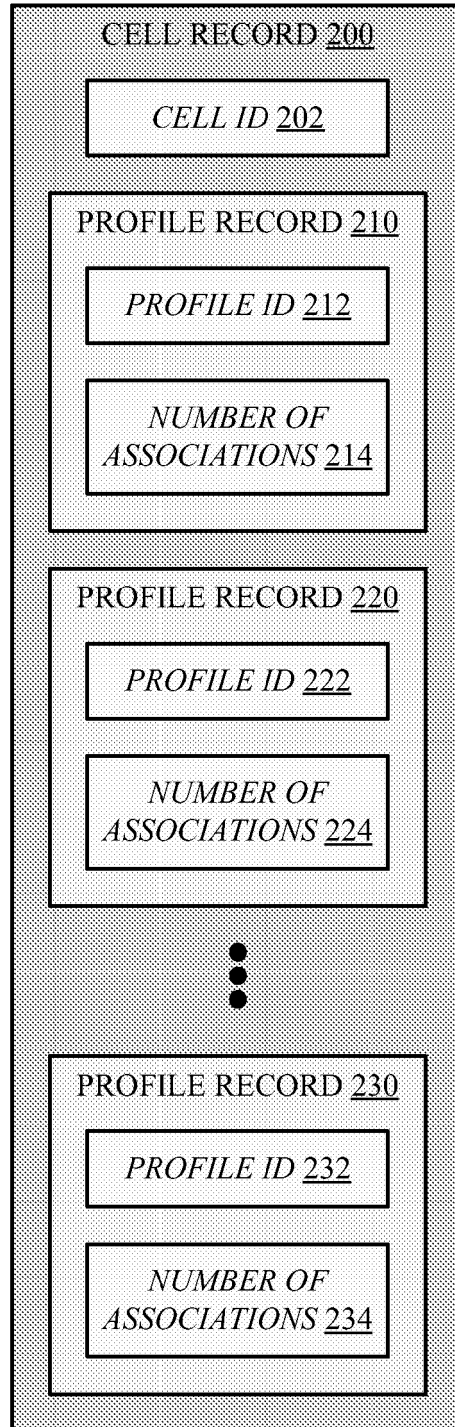 CELL RECORD 200
CELL ID 202
PROFILE RECORD 210
PROFILE ID 212
NUMBER OF
ASSOCIATIONS 214
PROFILE RECORD 220
PROFILE ID 222
NUMBER OF
ASSOCIATIONS 224
PROFILE RECORD 230
PROFILE ID 232
NUMBER OF
ASSOCIATIONS 234